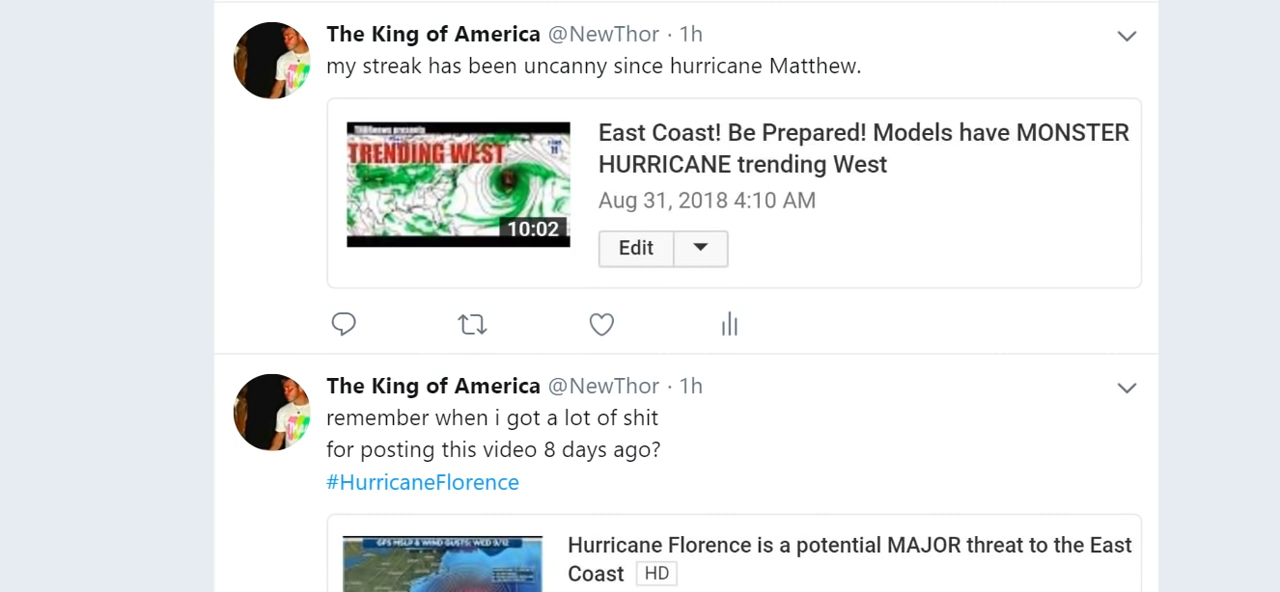 The King of America @NewThor · 1h
my streak has been uncanny since hurricane Matthew.
THORnews presents
TRENDING WEST
10:02
East Coast! Be Prepared! Models have MONSTER
HURRICANE trending West
Aug 31, 2018 4:10 AM
Edit
The King of America @NewThor · 1h
remember when i got a lot of shit
for posting this video 8 days ago?
#HurricaneFlorence
GFS MSLP & WIND GUSTS: WED 9/12
Hurricane Florence is a potential MAJOR threat to the East
Coast HD